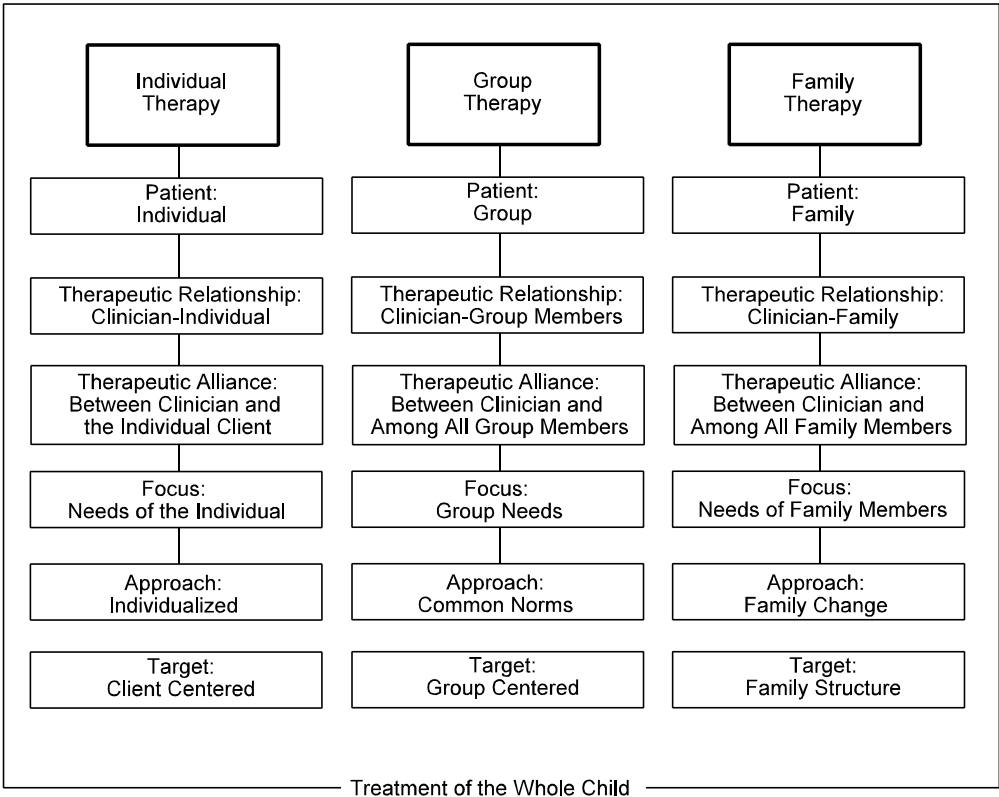 Individual
Therapy
Group
Therapy
Family
Therapy
Patient:
Individual
Patient:
Group
Patient:
Family
Therapeutic Relationship:
Clinician-Individual
Therapeutic Relationship:
Clinician-Group Members
Therapeutic Relationship:
Clinician-Family
Therapeutic Alliance:
Between Clinician and
the Individual Client
Therapeutic Alliance:
Between Clinician and
Among All Group Members
Therapeutic Alliance:
Between Clinician and
Among All Family Members
Focus:
Needs of the Individual
Focus:
Group Needs
Focus:
Needs of Family Members
Approach:
Individualized
Approach:
Common Norms
Approach:
Family Change
Target:
Client Centered
Target:
Group Centered
Target:
Family Structure
Treatment of the Whole Child